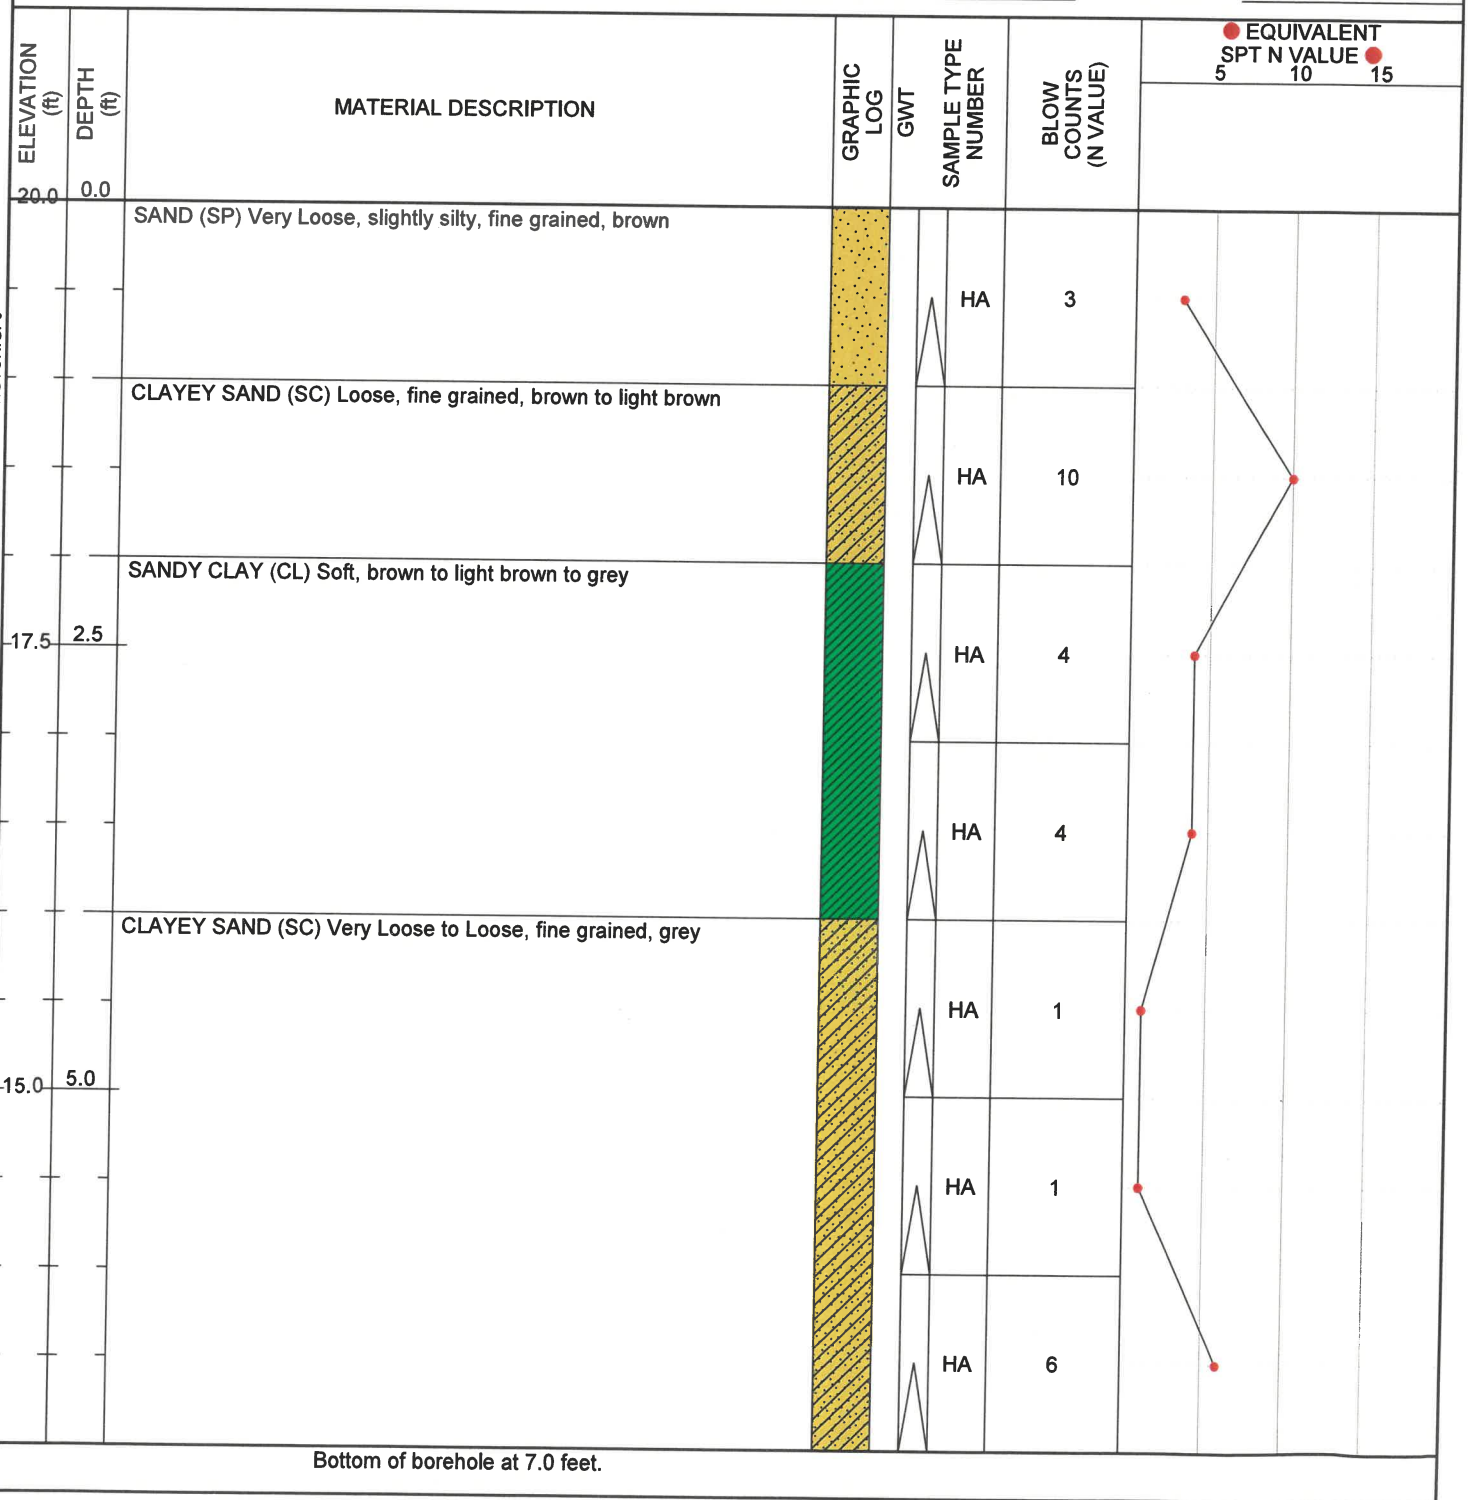 ELEVATION
(ft)
DEPTH
(ft)
MATERIAL DESCRIPTION
GRAPHIC
LOG
GWT
SAMPLE TYPE
NUMBER
BLOW
COUNTS
(N VALUE)
EQUIVALENT
SPT N VALUE
5 10 15
20.0 0.0
SAND (SP) Very Loose, slightly silty, fine grained, brown
HA 3
CLAYEY SAND (SC) Loose, fine grained, brown to light brown
HA 10
SANDY CLAY (CL) Soft, brown to light brown to grey
17.5 2.5
HA 4
HA 4
CLAYEY SAND (SC) Very Loose to Loose, fine grained, grey
HA 1
15.0 5.0
HA 1
HA 6
Bottom of borehole at 7.0 feet.